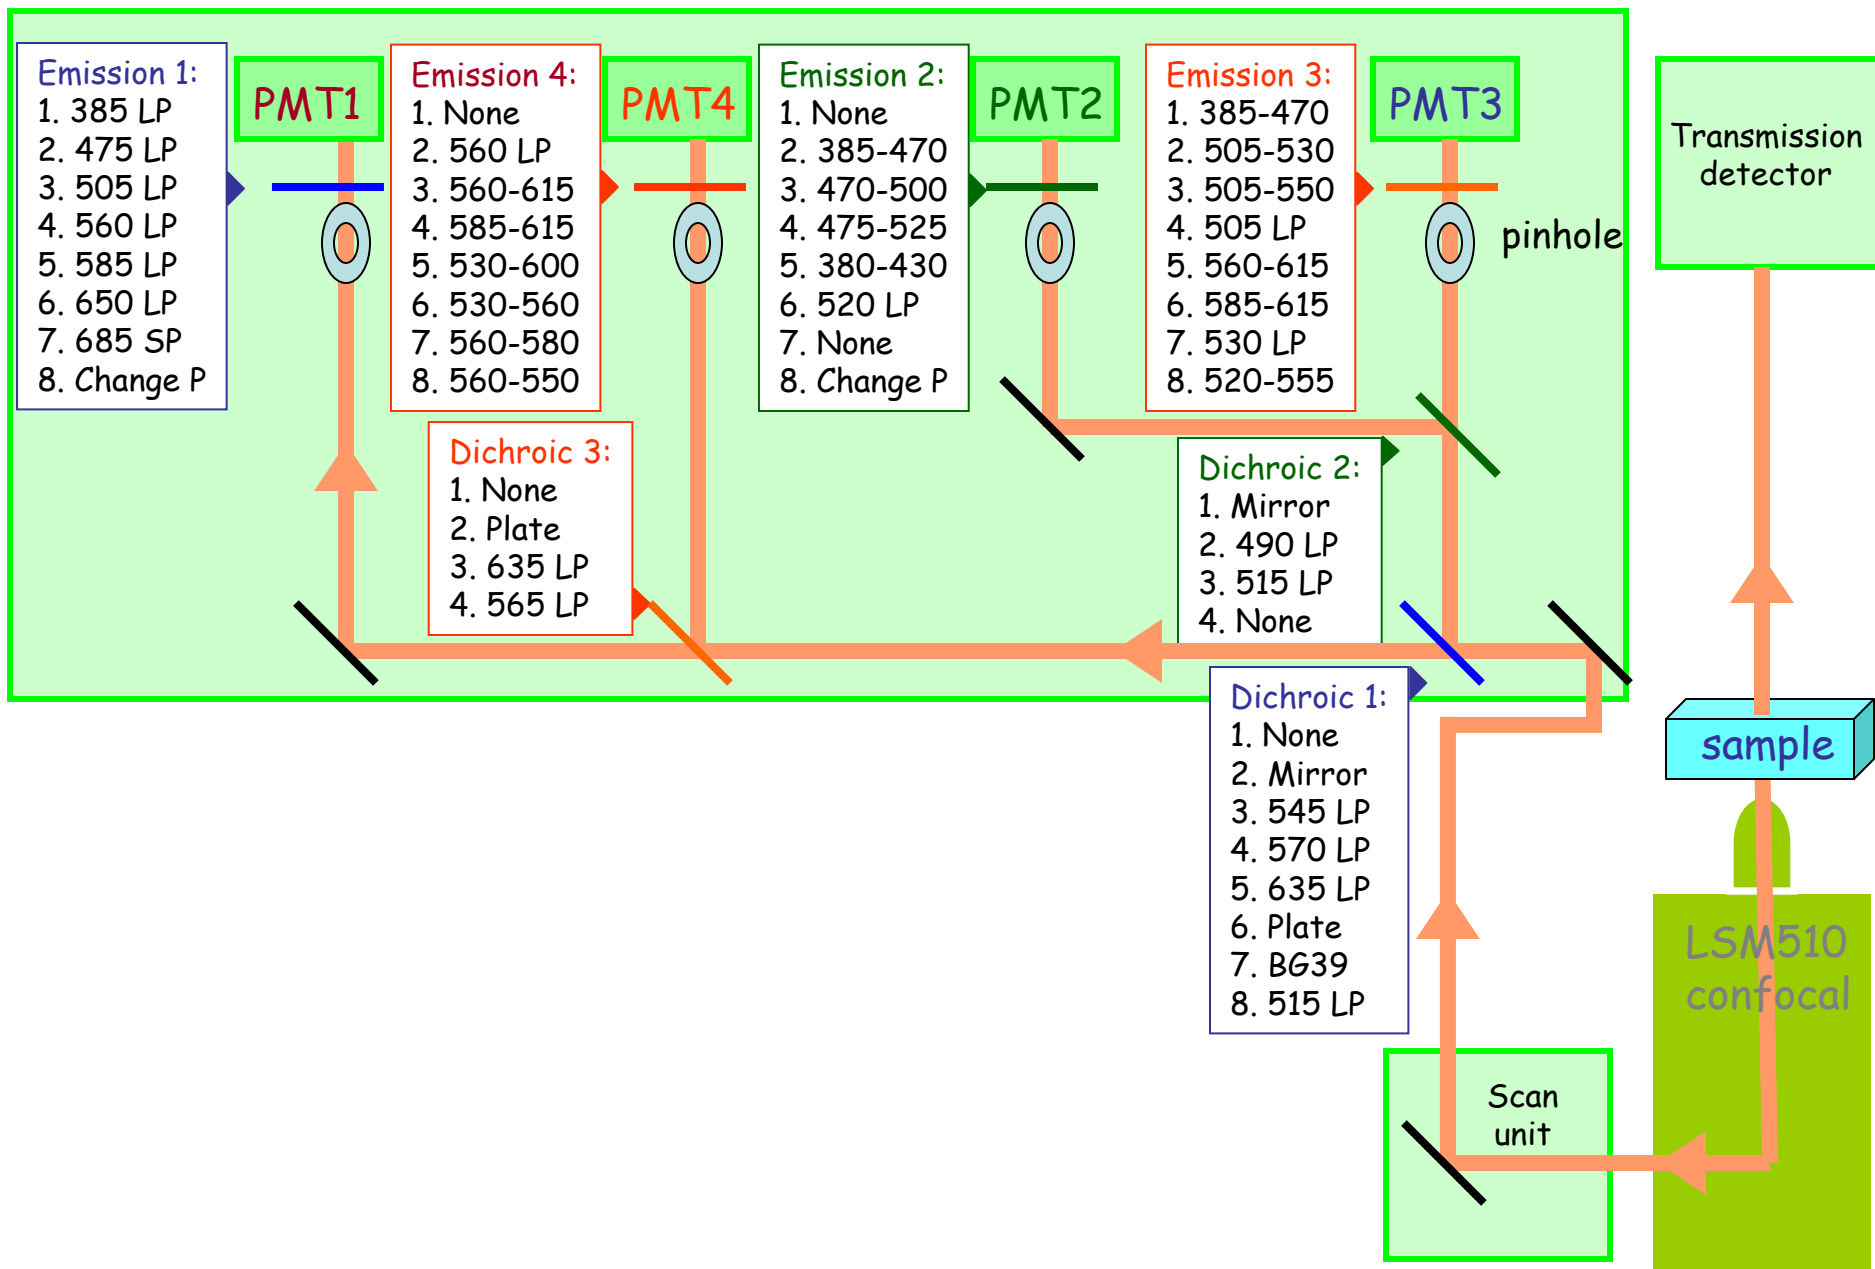 Emission 1:
1. 385 LP
2. 475 LP
3. 505 LP
4. 560 LP
5. 585 LP
6. 650 LP
7. 685 SP
8. Change P
PMT1
Emission 4:
1. None
2. 560 LP
3. 560-615
4. 585-615
5. 530-600
6. 530-560
7. 560-580
8. 560-550
PMT4
Emission 2:
1. None
2. 385-470
3. 470-500
4. 475-525
5. 380-430
6. 520 LP
7. None
8. Change P
PMT2
Emission 3:
1. 385-470
2. 505-530
3. 505-550
4. 505 LP
5. 560-615
6. 585-615
7. 530 LP
8. 520-555
PMT3
pinhole
Transmission
detector
Dichroic 3:
1. None
2. Plate
3. 635 LP
4. 565 LP
Dichroic 2:
1. Mirror
2. 490 LP
3. 515 LP
4. None
Dichroic 1:
1. None
2. Mirror
3. 545 LP
4. 570 LP
5. 635 LP
6. Plate
7. BG39
8. 515 LP
sample
LSM510
confocal
Scan
unit